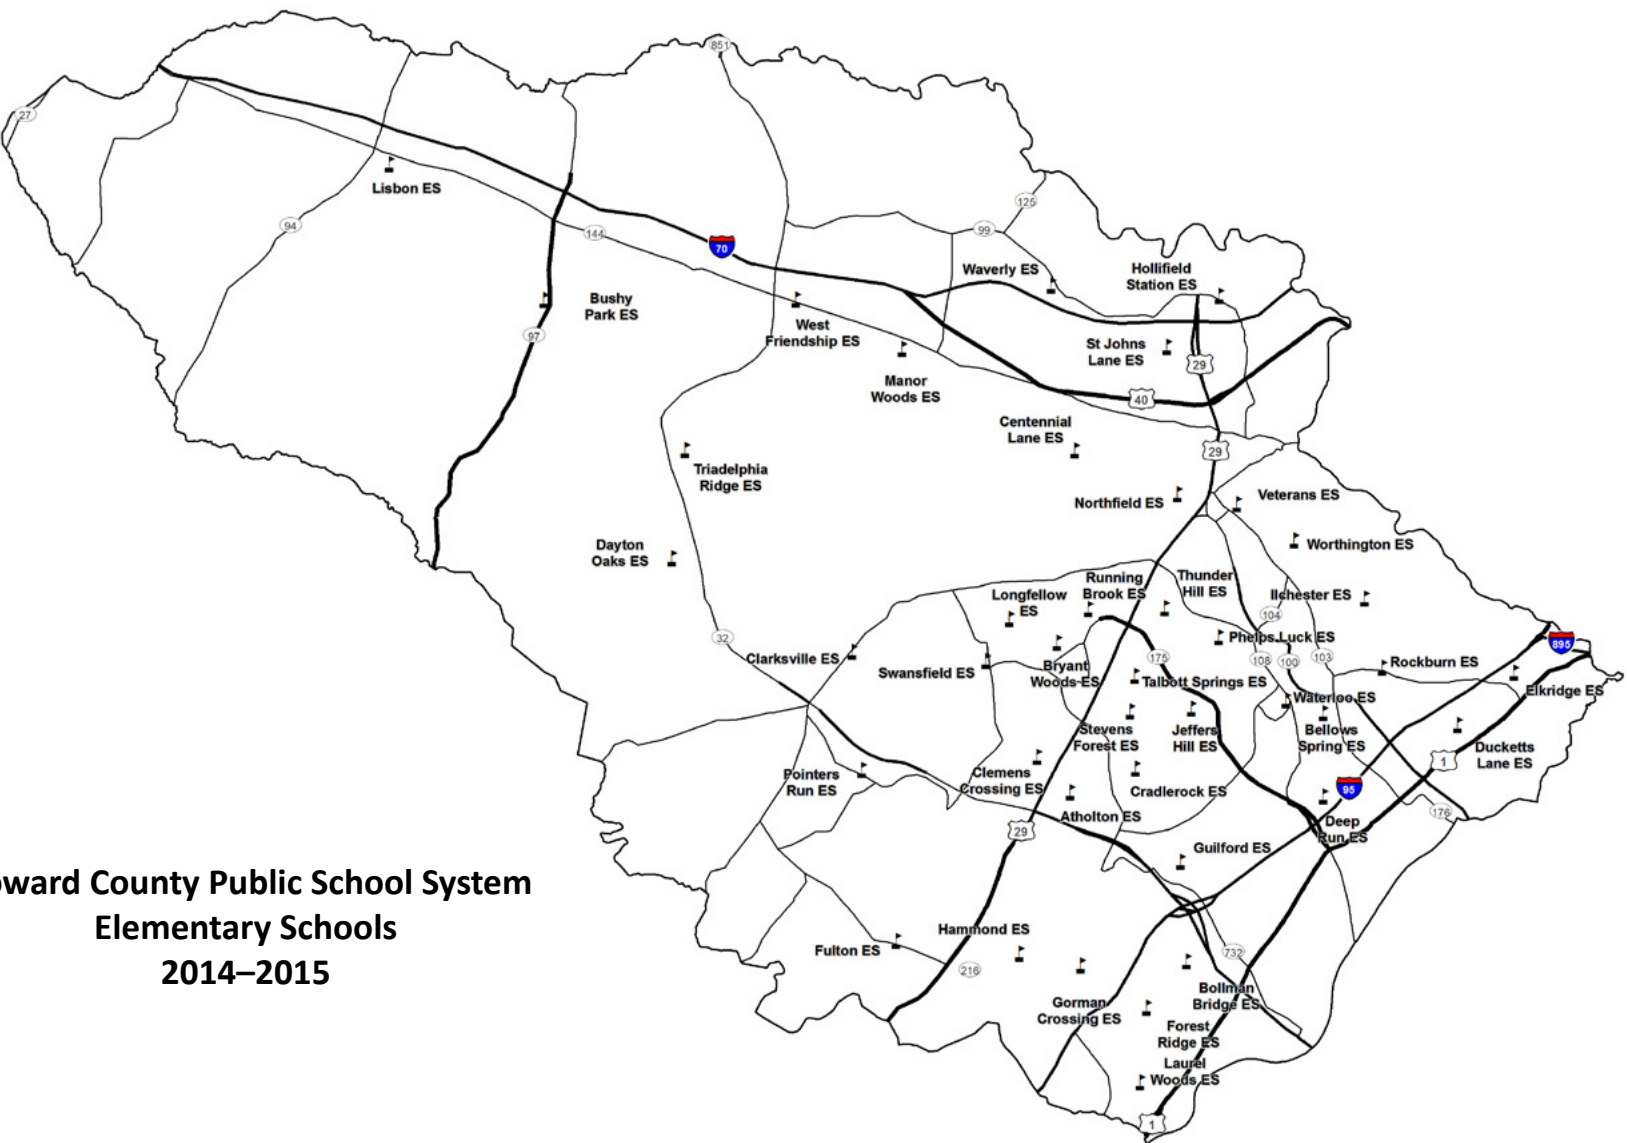 851
27
Lisbon ES
94
144
70
125
99
Waverly ES
Hollifield
Station ES
Bushy
Park ES
97
West
Friendship ES
St Johns
Lane ES
29
Manor
Woods ES
40
Centennial
Lane ES
29
Triadelphia
Ridge ES
Northfield ES
Veterans ES
Dayton
Oaks ES
Worthington ES
Running
Brook ES
Thunder
Hill ES
Longfellow
ES
Ilchester ES
104
32
Phelps Luck ES
895
Clarksville ES
Swansfield ES
Bryant
Woods ES
175
108
100
103
Rockburn ES
Talbott Springs ES
Elkridge ES
Waterloo ES
Stevens
Forest ES
Jeffers
Hill ES
Bellows
Spring ES
Ducketts
Lane ES
1
Pointers
Run ES
Clemens
Crossing ES
Cradlerock ES
95
176
Atholton ES
Deep
Run ES
29
Guilford ES
oward County Public School System
Elementary Schools
2014–2015
Hammond ES
Fulton ES
216
732
Bollman
Bridge ES
Gorman
Crossing ES
Forest
Ridge ES
Laurel
Woods ES
1